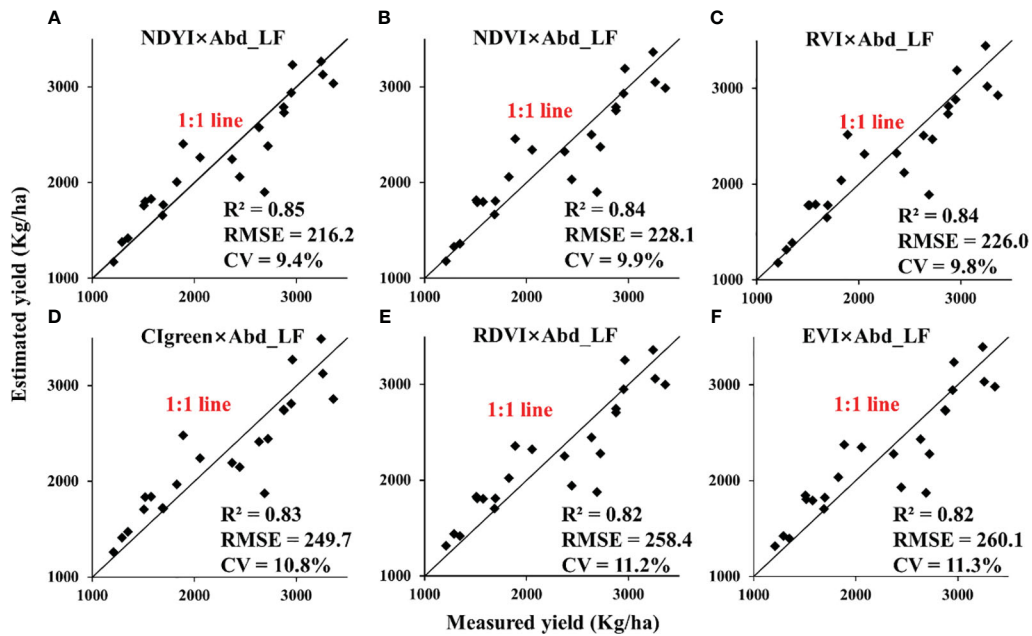 A
NDYI×Abd_LF
3000
1:1 line
2000
R² = 0.85
RMSE = 216.2
CV = 9.4%
1000
1000 2000 3000
B
NDVI×Abd_LF
3000
1:1 line
2000
R² = 0.84
RMSE = 228.1
CV = 9.9%
1000
1000 2000 3000
C
RVI×Abd_LF
3000
1:1 line
2000
R² = 0.84
RMSE = 226.0
CV = 9.8%
1000
1000 2000 3000
D
CIgreen×Abd_LF
3000
1:1 line
2000
R² = 0.83
RMSE = 249.7
CV = 10.8%
1000
1000 2000 3000
E
RDVI×Abd_LF
3000
1:1 line
2000
R² = 0.82
RMSE = 258.4
CV = 11.2%
1000
1000 2000 3000
F
EVI×Abd_LF
3000
1:1 line
2000
R² = 0.82
RMSE = 260.1
CV = 11.3%
1000
1000 2000 3000
Estimated yield (Kg/ha)
Measured yield (Kg/ha)